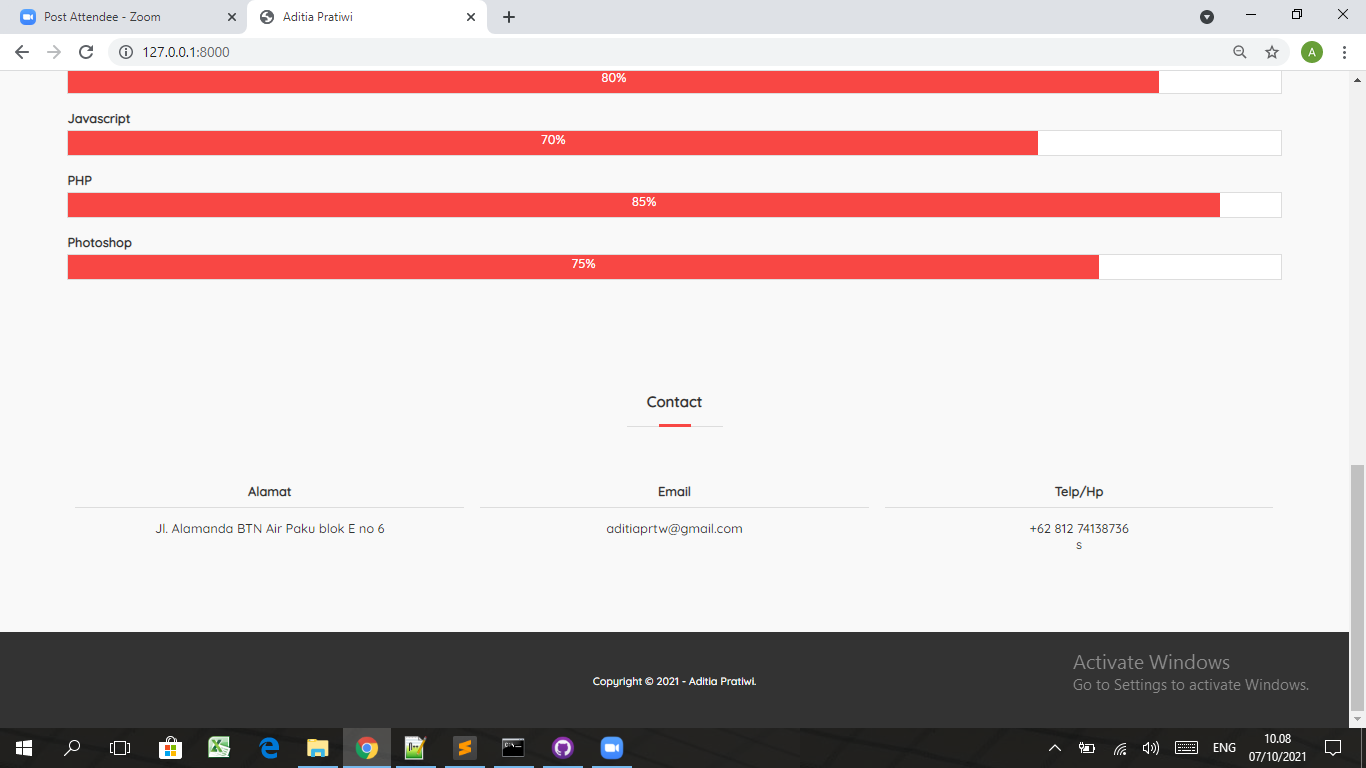 Post Attendee - Zoom
Aditia Pratiwi
127.0.0.1:8000
A
80%
Javascript
70%
PHP
85%
Photoshop
75%
Contact
Alamat
Email
Telp/Hp
Jl. Alamanda BTN Air Paku blok E no 6
aditiaprtw@gmail.com
+62 812 74138736
s
Copyright © 2021 - Aditia Pratiwi.
Activate Windows
Go to Settings to activate Windows.
ENG
10.08
07/10/2021